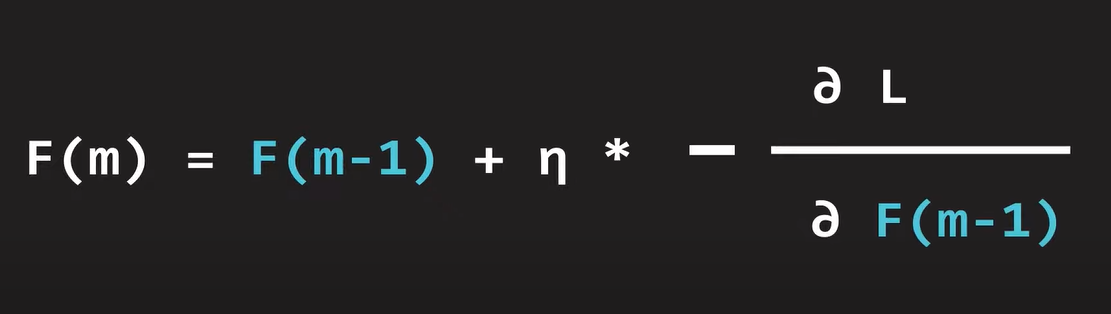 ∂ L
F(m) = F(m-1) + η * −
∂ F(m-1)